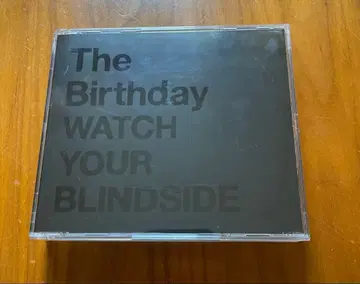 The
Birthday
WATCH
YOUR
BLINDSIDE